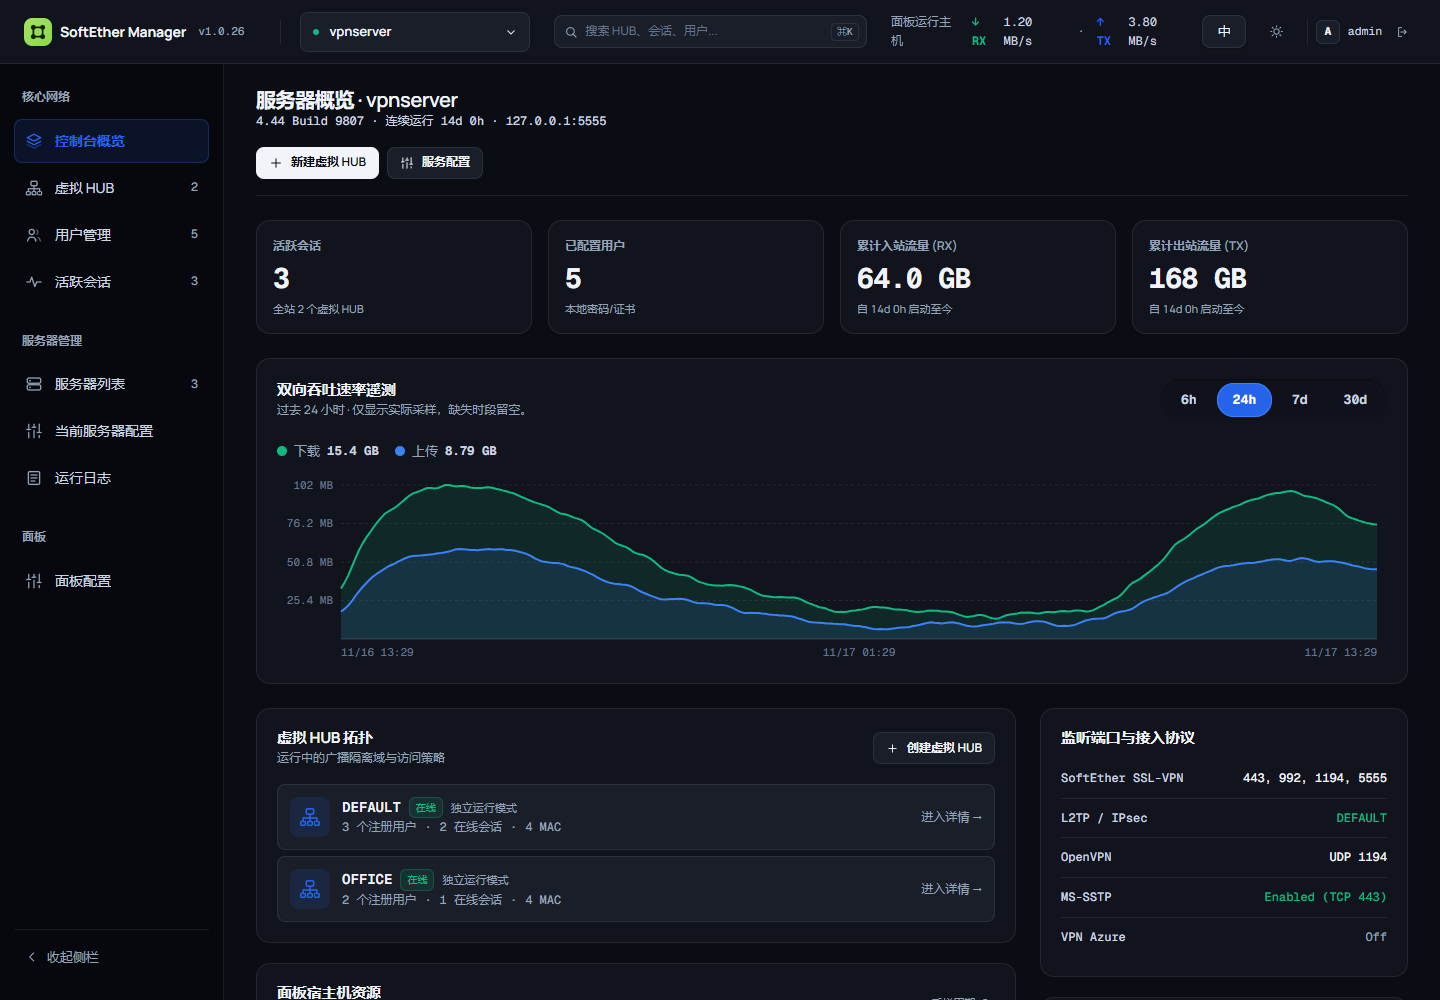 SoftEther Manager v1.0.26
vpnserver
搜索 HUB、会话、用户...
⌘K
面板运行主机
↓ RX 1.20 MB/s
·
↑ TX 3.80 MB/s
中
A admin
核心网络
控制台概览
虚拟 HUB 2
用户管理 5
活跃会话 3
服务器管理
服务器列表 3
当前服务器配置
运行日志
面板
面板配置
收起侧栏
服务器概览 · vpnserver
4.44 Build 9807 · 连续运行 14d 0h · 127.0.0.1:5555
+ 新建虚拟 HUB
服务配置
活跃会话
3
全站 2 个虚拟 HUB
已配置用户
5
本地密码/证书
累计入站流量 (RX)
64.0 GB
自 14d 0h 启动至今
累计出站流量 (TX)
168 GB
自 14d 0h 启动至今
双向吞吐速率遥测
过去 24 小时 · 仅显示实际采样，缺失时段留空。
6h 24h 7d 30d
下载 15.4 GB 上传 8.79 GB
102 MB
76.2 MB
50.8 MB
25.4 MB
11/16 13:29 11/17 01:29 11/17 13:29
虚拟 HUB 拓扑
运行中的广播隔离域与访问策略
+ 创建虚拟 HUB
DEFAULT 在线 独立运行模式
3 个注册用户 · 2 在线会话 · 4 MAC
进入详情 →
OFFICE 在线 独立运行模式
2 个注册用户 · 1 在线会话 · 4 MAC
进入详情 →
监听端口与接入协议
SoftEther SSL-VPN 443, 992, 1194, 5555
L2TP / IPsec DEFAULT
OpenVPN UDP 1194
MS-SSTP Enabled (TCP 443)
VPN Azure Off
面板宿主机资源